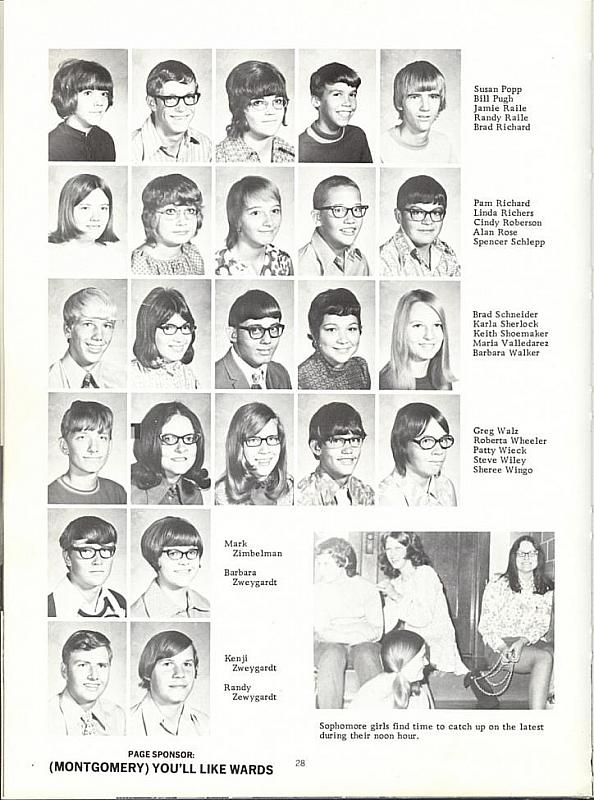 Susan Popp
Bill Pugh
Jamie Raile
Randy Raile
Brad Richard
Pam Richard
Linda Richers
Cindy Roberson
Alan Rose
Spencer Schlepp
Brad Schneider
Karla Sherlock
Keith Shoemaker
Maria Valledarez
Barbara Walker
Greg Walz
Roberta Wheeler
Patty Wieck
Steve Wiley
Sheree Wingo
Mark
Zimbelman
Barbara
Zweygardt
Kenji
Zweygardt
Randy
Zewygardt
Sophomore girls find time to catch up on the latest
during their noon hour.
PAGE SPONSOR:
(MONTGOMERY) YOU'LL LIKE WARDS
28